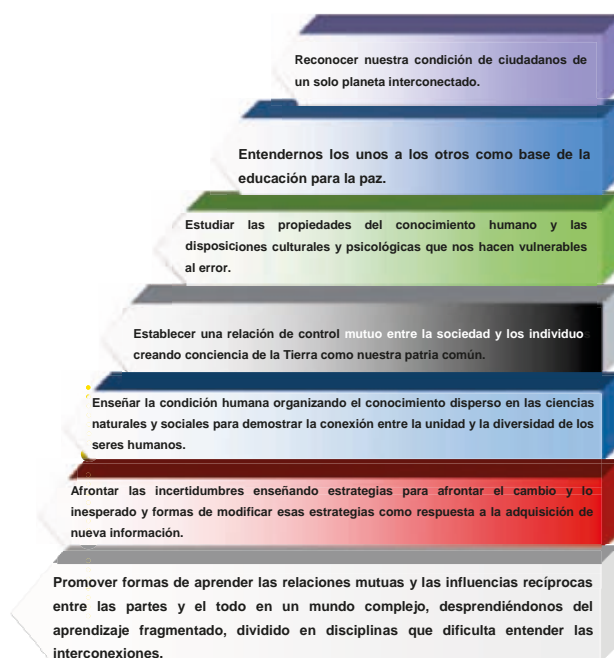 Reconocer nuestra condición de ciudadanos de
un solo planeta interconectado.
Entendernos los unos a los otros como base de la
educación para la paz.
Estudiar las propiedades del conocimiento humano y las
disposiciones culturales y psicológicas que nos hacen vulnerables
al error.
Establecer una relación de control mutuo entre la sociedad y los individuos
creando conciencia de la Tierra como nuestra patria común.
Enseñar la condición humana organizando el conocimiento disperso en las ciencias
naturales y sociales para demostrar la conexión entre la unidad y la diversidad de los
seres humanos.
Afrontar las incertidumbres enseñando estrategias para afrontar el cambio y lo
inesperado y formas de modificar esas estrategias como respuesta a la adquisición de
nueva información.
Promover formas de aprender las relaciones mutuas y las influencias recíprocas
entre las partes y el todo en un mundo complejo, desprendiéndonos del
aprendizaje fragmentado, dividido en disciplinas que dificulta entender las
interconexiones.